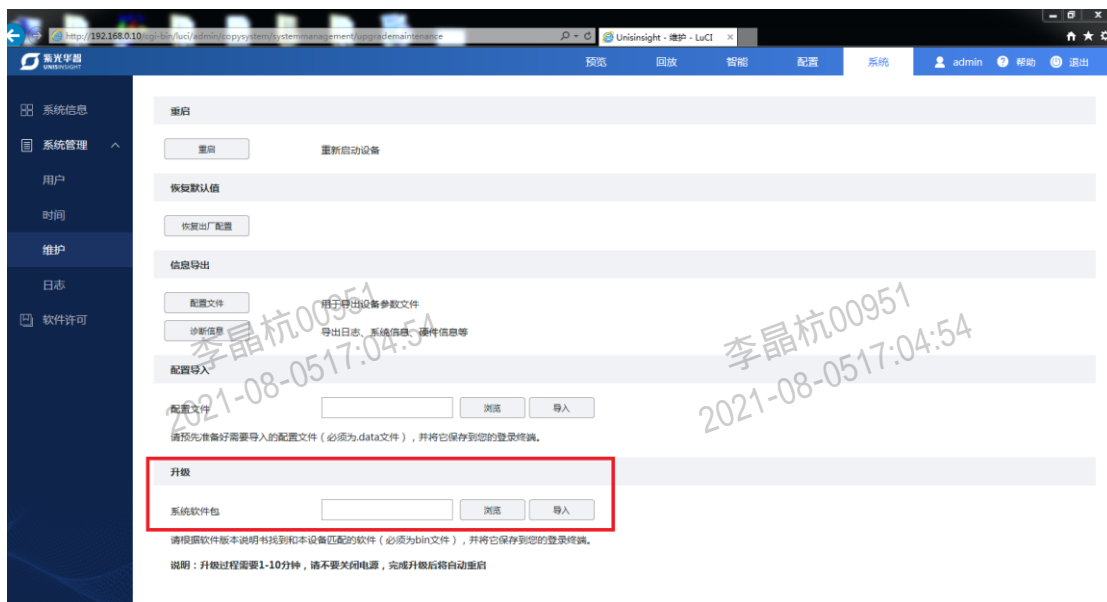 http://192.168.0.10/cgi-bin/luci/admin/copysystem/systemmanagement/upgrademaintenance
Unisinsight - 维护 - LuCI
紫光华智
UNISINSIGHT
预览 回放 智能 配置 系统 admin 帮助 退出
系统信息
系统管理
用户
时间
维护
日志
软件许可
重启
重启 重新启动设备
恢复默认值
恢复出厂配置
信息导出
配置文件 用于导出设备参数文件
诊断信息 导出日志、系统信息、硬件信息等
配置导入
配置文件 浏览 导入
请预先准备好需要导入的配置文件(必须为.data文件),并将它保存到您的登录终端。
升级
系统软件包 浏览 导入
请根据软件版本说明书找到和本设备匹配的软件(必须为bin文件),并将它保存到您的登录终端。
说明:升级过程需要1-10分钟,请不要关闭电源,完成升级后将自动重启
李晶杭00951
2021-08-0517:04:54
李晶杭00951
2021-08-0517:04:54